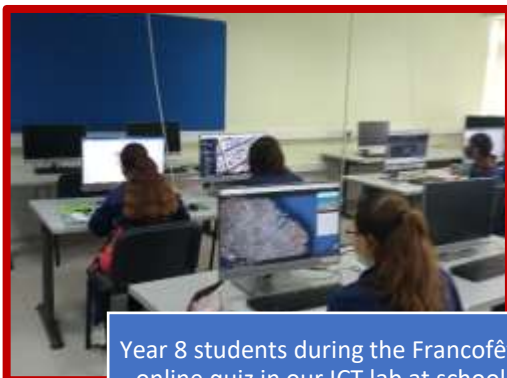 Year 8 students during the Francofê
online quiz in our ICT lab at school